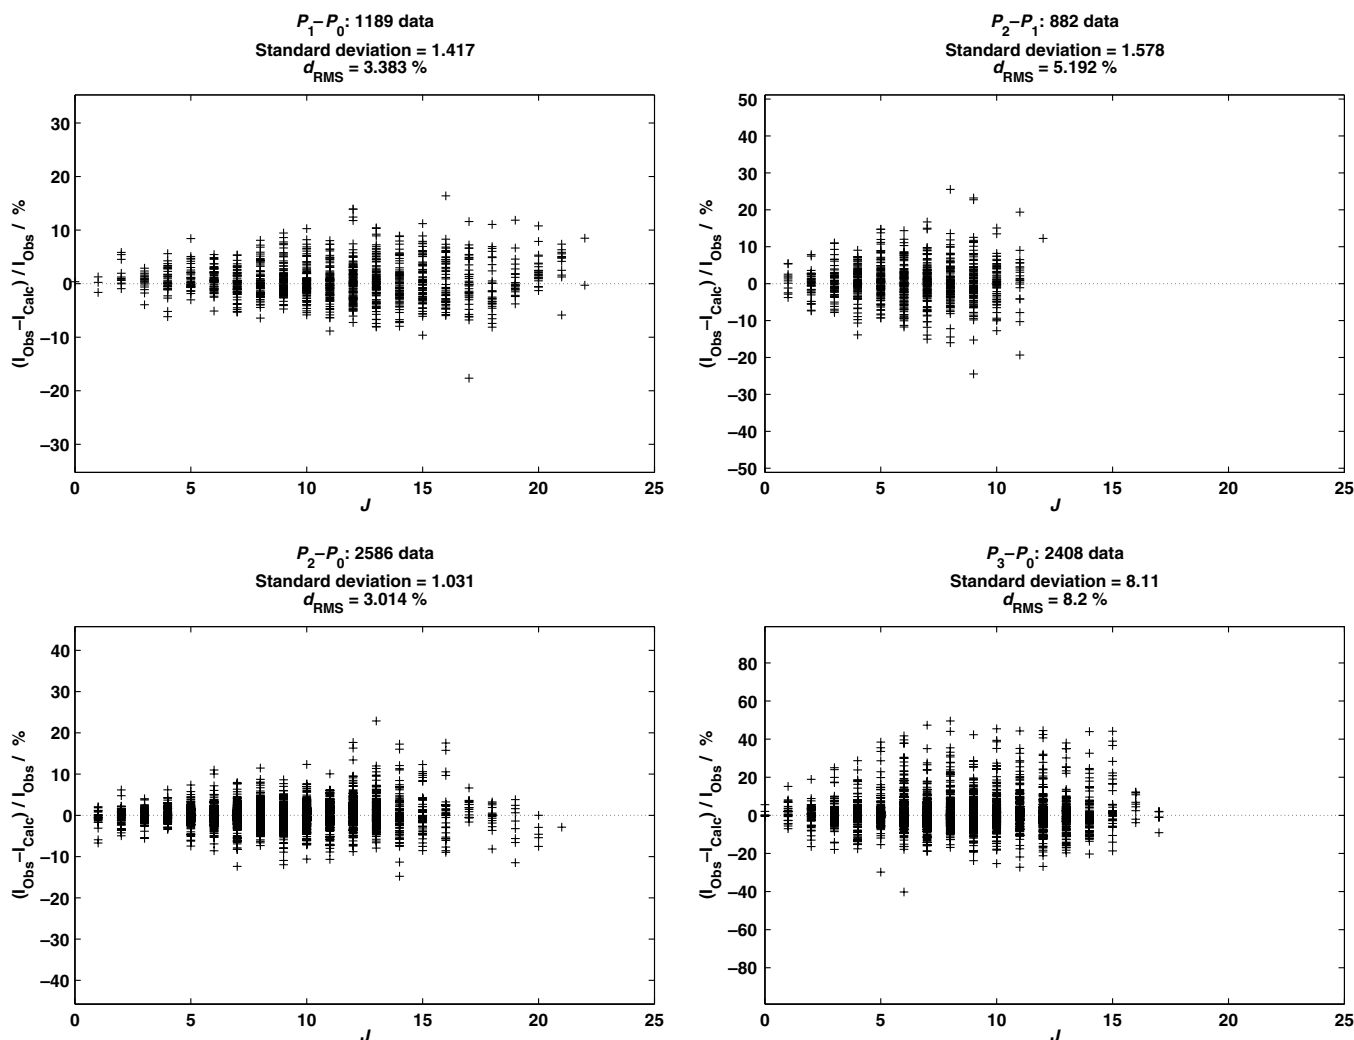 P1–P0: 1189 data
Standard deviation = 1.417
dRMS = 3.383 %
30
20
10
0
–10
–20
–30
(IObs–ICalc) / IObs / %
0 5 10 15 20 25
J
P2–P1: 882 data
Standard deviation = 1.578
dRMS = 5.192 %
50
40
30
20
10
0
–10
–20
–30
–40
–50
(IObs–ICalc) / IObs / %
0 5 10 15 20 25
J
P2–P0: 2586 data
Standard deviation = 1.031
dRMS = 3.014 %
40
30
20
10
0
–10
–20
–30
–40
(IObs–ICalc) / IObs / %
0 5 10 15 20 25
J
P3–P0: 2408 data
Standard deviation = 8.11
dRMS = 8.2 %
80
60
40
20
0
–20
–40
–60
–80
(IObs–ICalc) / IObs / %
0 5 10 15 20 25
J